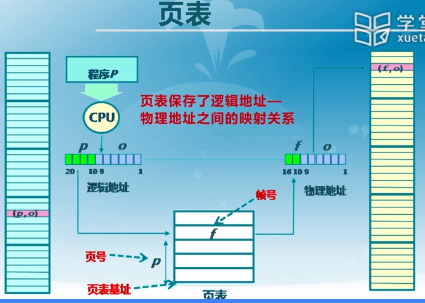 页表
学堂
xueta
程序P
(f,o)
CPU
页表保存了逻辑地址—
物理地址之间的映射关系
p o
f o
20 10 9 1
16 10 9 1
逻辑地址
物理地址
(p,o)
帧号
f
页号
p
页表基址
页表